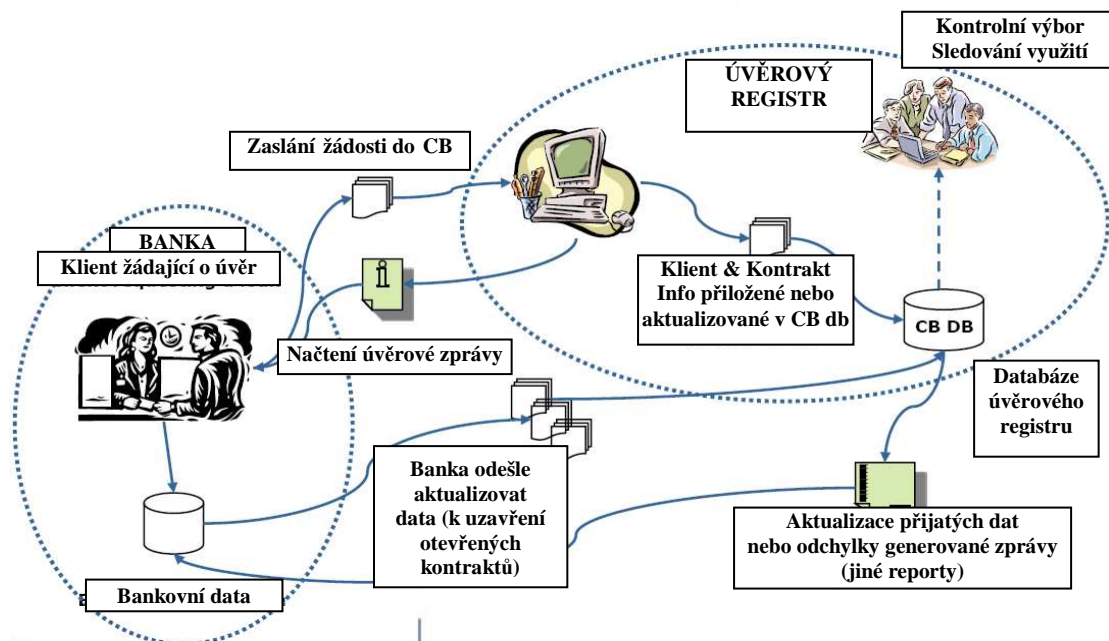 Kontrolní výbor
Sledování využití
ÚVĚROVÝ
REGISTR
Zaslání žádosti do CB
BANKA
Klient žádající o úvěr
i
Klient & Kontrakt
Info přiložené nebo
aktualizované v CB db
CB DB
Načtení úvěrové zprávy
Databáze
úvěrového
registru
Banka odešle
aktualizovat
data (k uzavření
otevřených
kontraktů)
Aktualizace přijatých dat
nebo odchylky generované zprávy
(jiné reporty)
Bankovní data